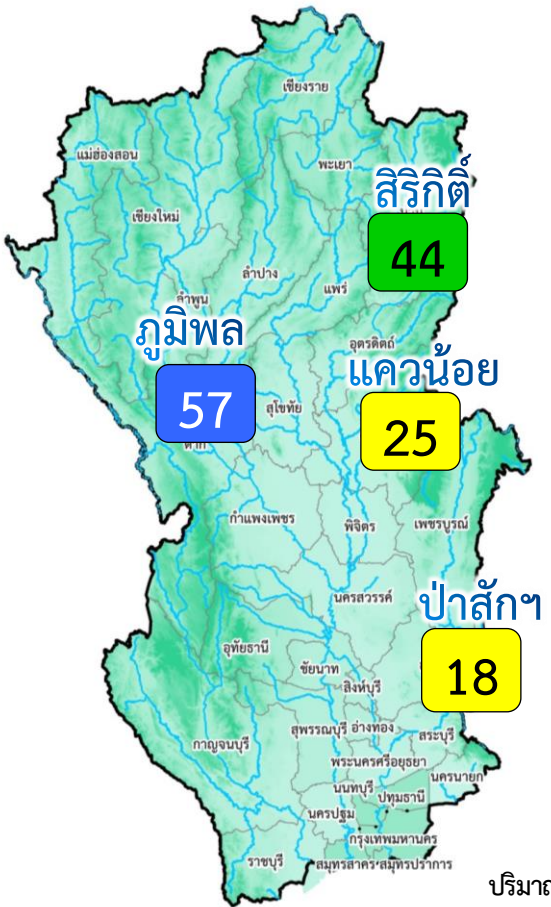 เชียงราย
แม่ฮ่องสอน
พะเยา
สิริกิติ์
เชียงใหม่
44
ลำปาง
แพร่
ลำพูน
ภูมิพล
อุตรดิตถ์
แควน้อย
57
สุโขทัย
25
ตาก
กำแพงเพชร
พิจิตร
เพชรบูรณ์
นครสวรรค์
ป่าสักฯ
อุทัยธานี
ชัยนาท
18
สิงห์บุรี
สุพรรณบุรี
อ่างทอง
สระบุรี
กาญจนบุรี
พระนครศรีอยุธยา
นครนายก
นนทบุรี
ปทุมธานี
นครปฐม
กรุงเทพมหานคร
ราชบุรี
สมุทรสาคร
สมุทรปราการ